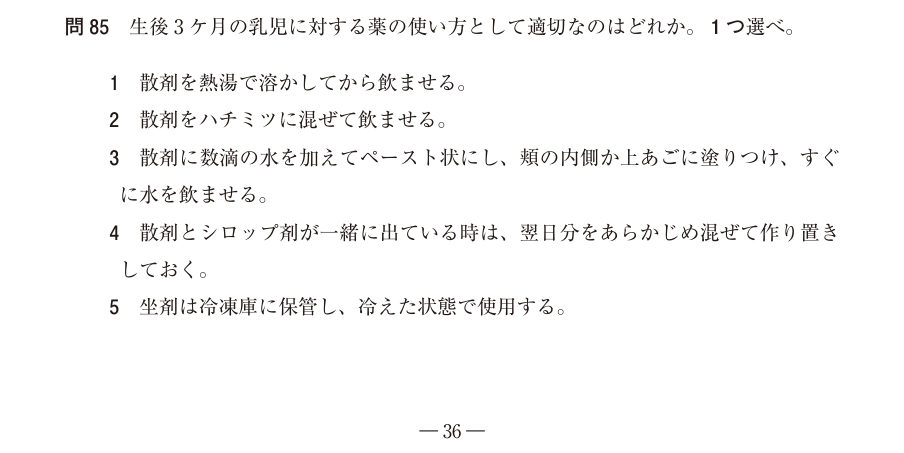 問 85　生後３ケ月の乳児に対する薬の使い方として適切なのはどれか。１つ選べ。
1　散剤を熱湯で溶かしてから飲ませる。
2　散剤をハチミツに混ぜて飲ませる。
3　散剤に数滴の水を加えてペースト状にし、頬の内側か上あごに塗りつけ、すぐ
に水を飲ませる。
4　散剤とシロップ剤が一緒に出ている時は、翌日分をあらかじめ混ぜて作り置き
しておく。
5　坐剤は冷凍庫に保管し、冷えた状態で使用する。
― 36 ―